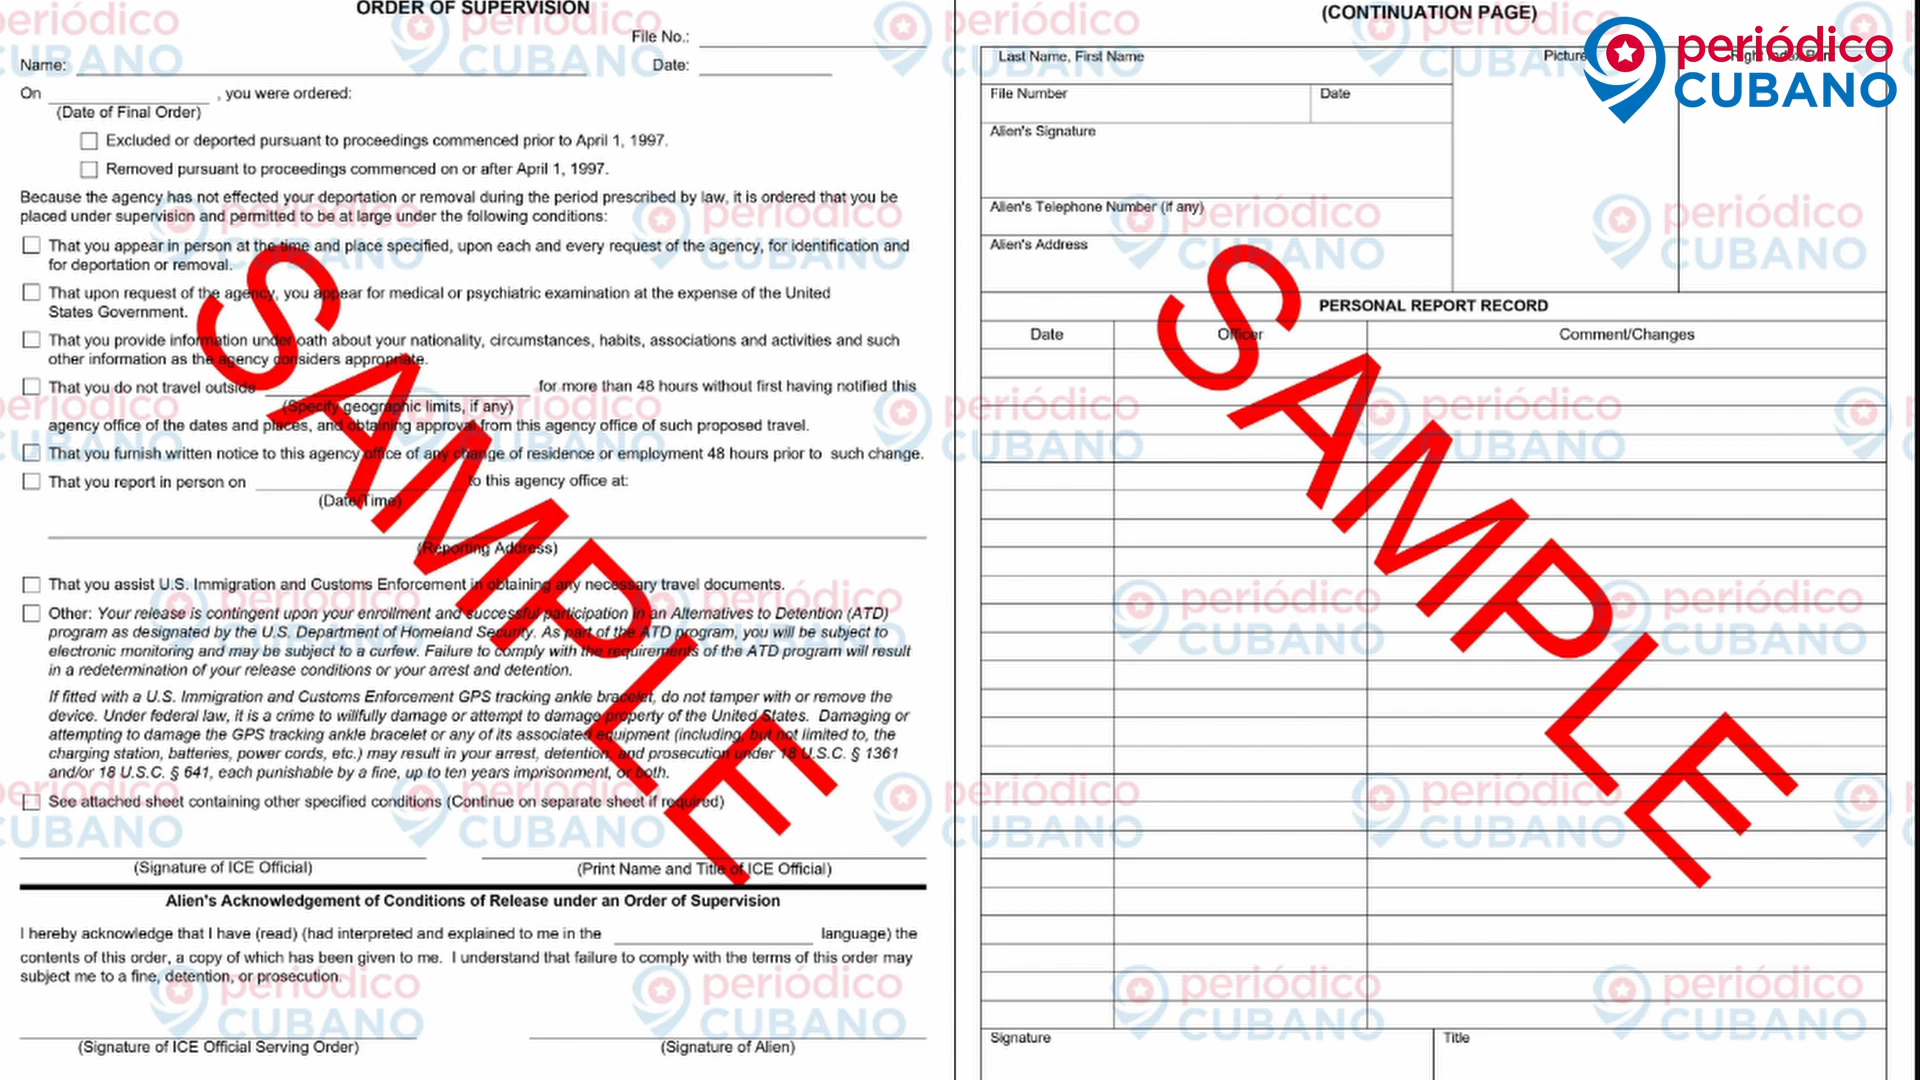 ORDER OF SUPERVISION
File No.:
Name:
Date:
On , you were ordered:
(Date of Final Order)
Excluded or deported pursuant to proceedings commenced prior to April 1, 1997.
Removed pursuant to proceedings commenced on or after April 1, 1997.
Because the agency has not effected your deportation or removal during the period prescribed by law, it is ordered that you be
placed under supervision and permitted to be at large under the following conditions:
That you appear in person at the time and place specified, upon each and every request of the agency, for identification and
for deportation or removal.
That upon request of the agency, you appear for medical or psychiatric examination at the expense of the United
States Government.
That you provide information under oath about your nationality, circumstances, habits, associations and activities and such
other information as the agency considers appropriate.
That you do not travel outside for more than 48 hours without first having notified this
(Specify geographic limits, if any)
agency office of the dates and places, and obtaining approval from this agency office of such proposed travel.
That you furnish written notice to this agency office of any change of residence or employment 48 hours prior to such change.
That you report in person on to this agency office at:
(Date/Time)
(Reporting Address)
That you assist U.S. Immigration and Customs Enforcement in obtaining any necessary travel documents.
Other: Your release is contingent upon your enrollment and successful participation in an Alternatives to Detention (ATD)
program as designated by the U.S. Department of Homeland Security. As part of the ATD program, you will be subject to
electronic monitoring and may be subject to a curfew. Failure to comply with the requirements of the ATD program will result
in a redetermination of your release conditions or your arrest and detention.
If fitted with a U.S. Immigration and Customs Enforcement GPS tracking ankle bracelet, do not tamper with or remove the
device. Under federal law, it is a crime to willfully damage or attempt to damage property of the United States. Damaging or
attempting to damage the GPS tracking ankle bracelet or any of its associated equipment (including, but not limited to, the
charging station, batteries, power cords, etc.) may result in your arrest, detention, and prosecution under 18 U.S.C. § 1361
and/or 18 U.S.C. § 641, each punishable by a fine, up to ten years imprisonment, or both.
See attached sheet containing other specified conditions (Continue on separate sheet if required)
(Signature of ICE Official)
(Print Name and Title of ICE Official)
Alien's Acknowledgement of Conditions of Release under an Order of Supervision
I hereby acknowledge that I have (read) (had interpreted and explained to me in the language) the
contents of this order, a copy of which has been given to me. I understand that failure to comply with the terms of this order may
subject me to a fine, detention, or prosecution.
(Signature of ICE Official Serving Order)
(Signature of Alien)
SAMPLE
(CONTINUATION PAGE)
Last Name, First Name
Picture
Right Index Print
File Number
Date
Alien's Signature
Alien's Telephone Number (if any)
Alien's Address
PERSONAL REPORT RECORD
Date
Officer
Comment/Changes
Signature
Title
SAMPLE
periódico
CUBANO